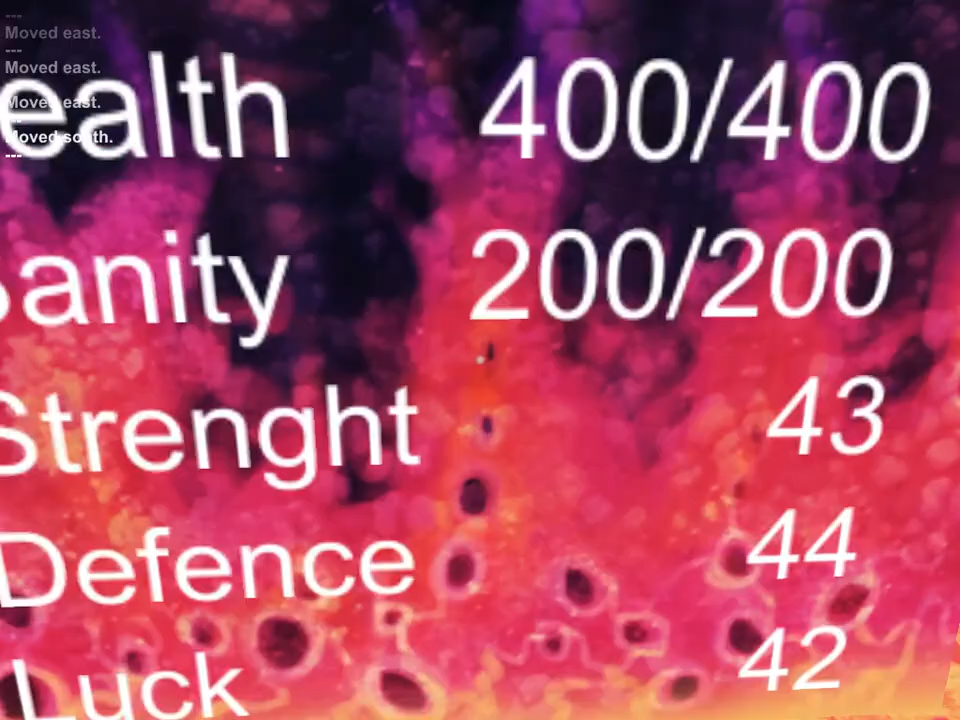 ---
Moved east.
---
Moved east.
---
Moved east.
---
Moved south.
---
ealth 400/400
Sanity 200/200
Strenght 43
Defence 44
Luck 42